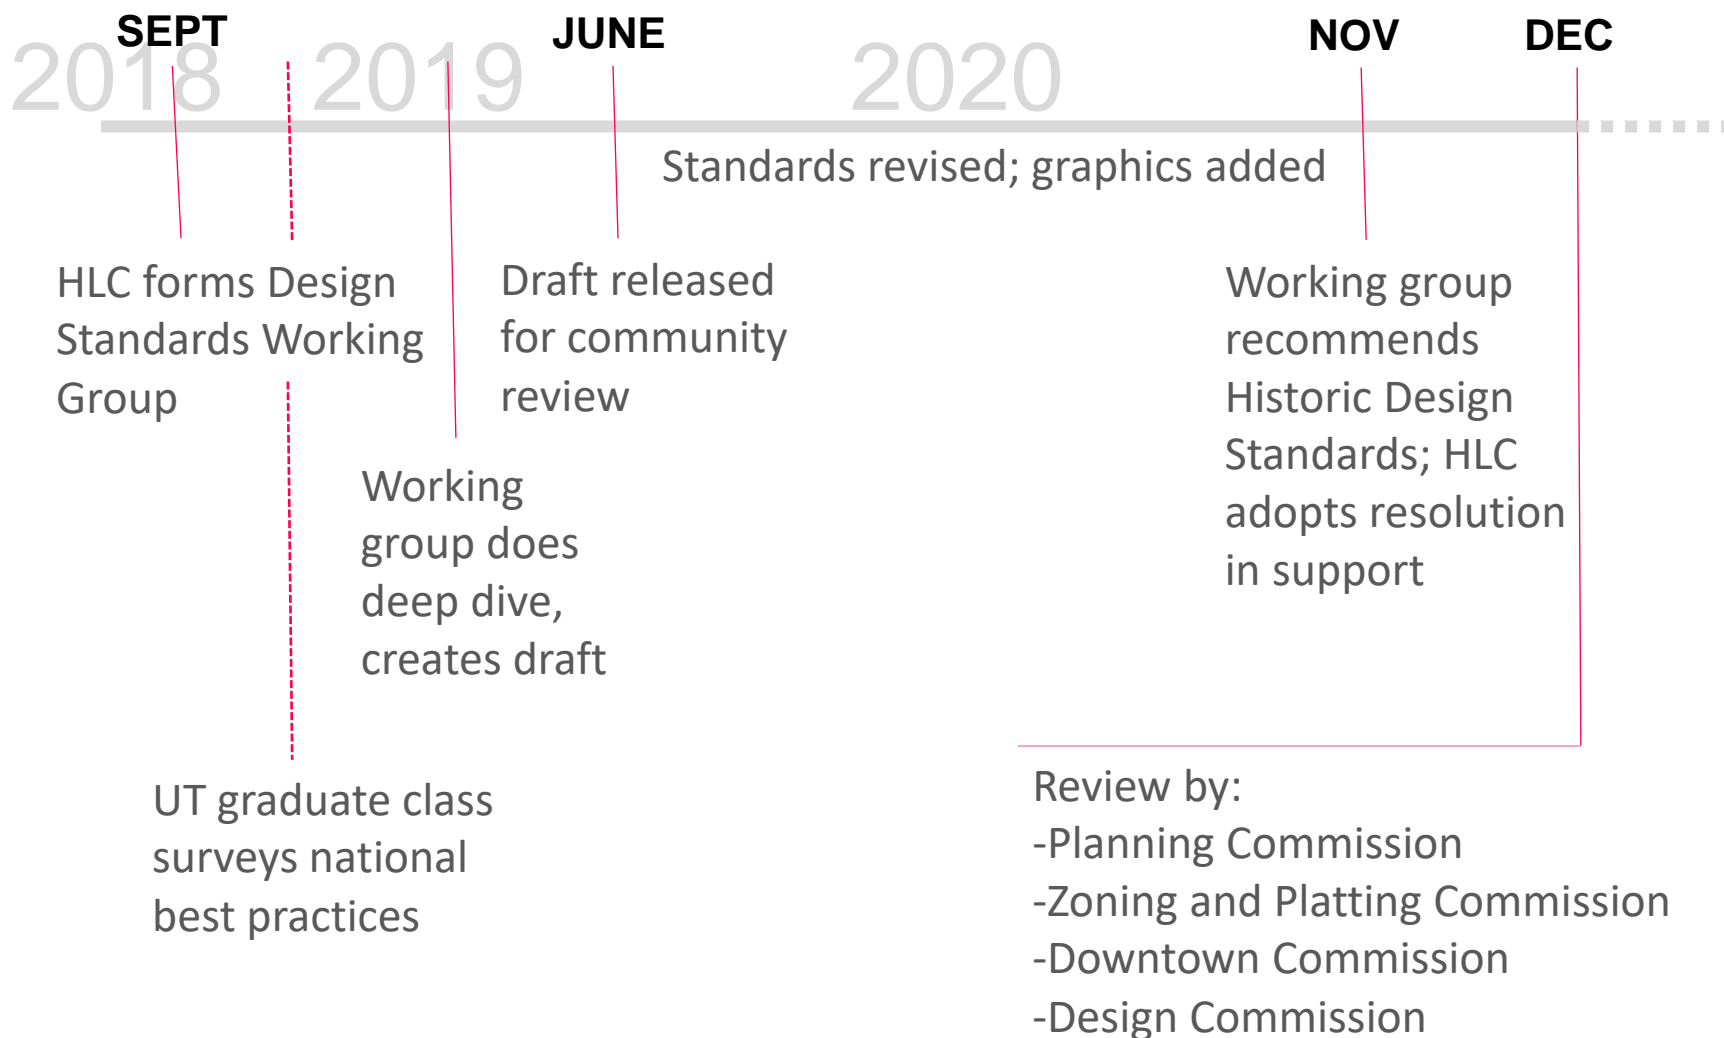 SEPT
JUNE
NOV
DEC
2018
2019
2020
Standards revised; graphics added
HLC forms Design
Standards Working
Group
Draft released
for community
review
Working group
recommends
Historic Design
Standards; HLC
adopts resolution
in support
Working
group does
deep dive,
creates draft
UT graduate class
surveys national
best practices
Review by:
-Planning Commission
-Zoning and Platting Commission
-Downtown Commission
-Design Commission